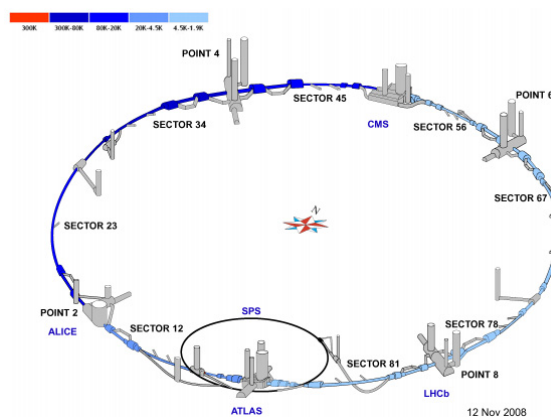 300K 300K-80K 80K-20K 20K-4.5K 4.5K-1.9K
POINT 4
SECTOR 45
CMS
POINT 6
SECTOR 34
SECTOR 56
SECTOR 67
N
SECTOR 23
POINT 2
ALICE
SECTOR 12
SPS
ATLAS
SECTOR 81
SECTOR 78
LHCb
POINT 8
12 Nov 2008